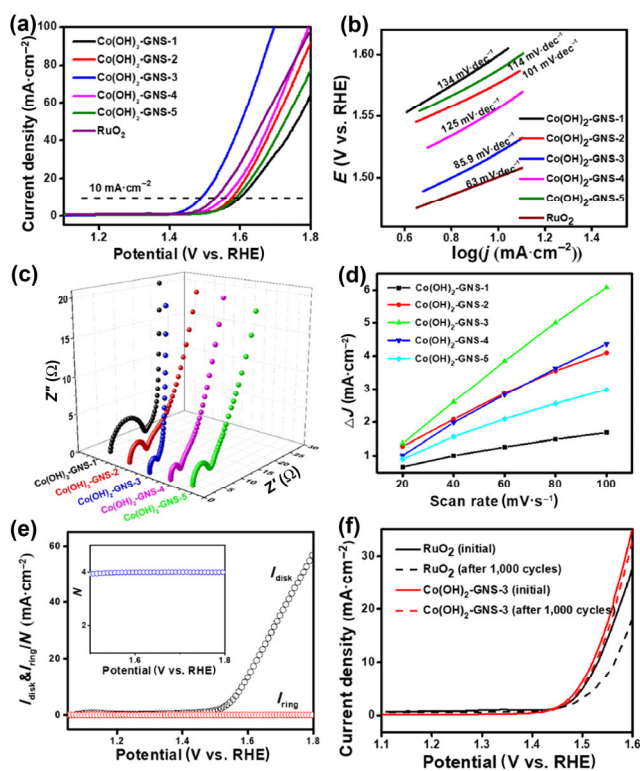 (a)
Current density (mA·cm⁻²)
100
80
60
40
20
0
Co(OH)₂-GNS-1
Co(OH)₂-GNS-2
Co(OH)₂-GNS-3
Co(OH)₂-GNS-4
Co(OH)₂-GNS-5
RuO₂
10 mA·cm⁻²
1.2 1.4 1.6 1.8
Potential (V vs. RHE)
(b)
E (V vs. RHE)
1.60
1.55
1.50
134 mV·dec⁻¹
114 mV·dec⁻¹
101 mV·dec⁻¹
125 mV·dec⁻¹
85.9 mV·dec⁻¹
63 mV·dec⁻¹
Co(OH)₂-GNS-1
Co(OH)₂-GNS-2
Co(OH)₂-GNS-3
Co(OH)₂-GNS-4
Co(OH)₂-GNS-5
RuO₂
0.4 0.8 1.2
log(j (mA·cm⁻²))
(c)
Z'' (Ω)
20
15
10
5
0
Co(OH)₂-GNS-1
Co(OH)₂-GNS-2
Co(OH)₂-GNS-3
Co(OH)₂-GNS-4
Co(OH)₂-GNS-5
0 5 10 15 20 25 30
Z' (Ω)
(d)
△J (mA·cm⁻²)
6
5
4
3
2
1
0
Co(OH)₂-GNS-1
Co(OH)₂-GNS-2
Co(OH)₂-GNS-3
Co(OH)₂-GNS-4
Co(OH)₂-GNS-5
20 40 60 80 100
Scan rate (mV·s⁻¹)
(e)
I disk & I ring/N (mA·cm⁻²)
60
40
20
0
N
4
2
1.6 1.8
Potential (V vs. RHE)
I disk
I ring
1.2 1.4 1.6 1.8
Potential (V vs. RHE)
(f)
Current density (mA·cm⁻²)
30
20
10
0
RuO₂ (initial)
RuO₂ (after 1,000 cycles)
Co(OH)₂-GNS-3 (initial)
Co(OH)₂-GNS-3 (after 1,000 cycles)
1.1 1.2 1.3 1.4 1.5 1.6
Potential (V vs. RHE)